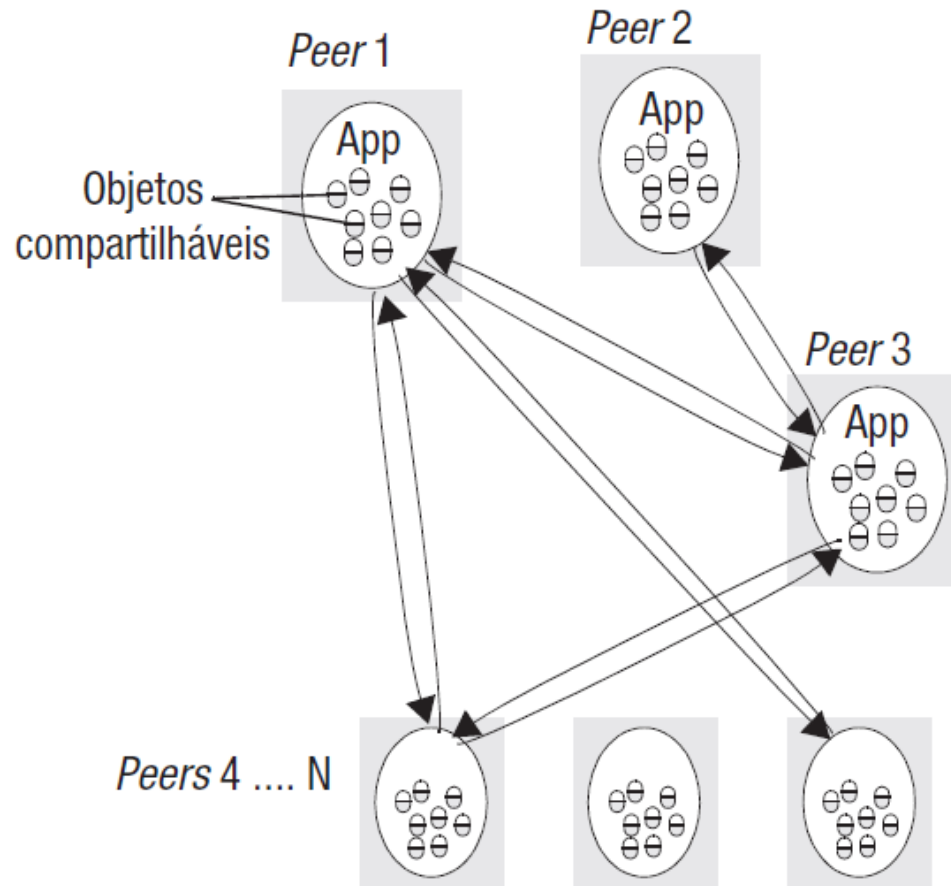 Peer 1
Peer 2
App
App
Objetos
compartilháveis
Peer 3
App
Peers 4 .... N